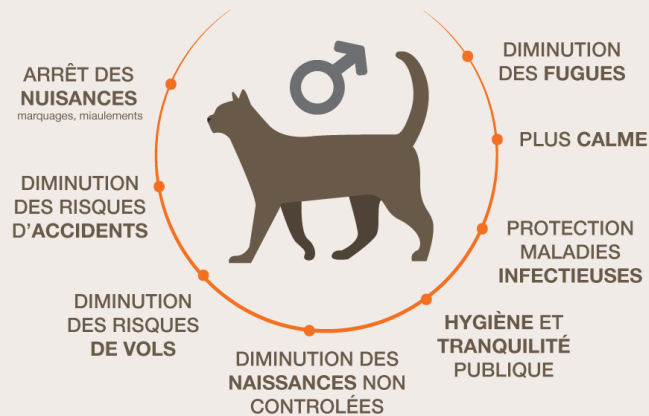 ARRÊT DES
NUISANCES
marquages, miaulements
DIMINUTION
DES RISQUES
D'ACCIDENTS
DIMINUTION
DES RISQUES
DE VOLS
DIMINUTION DES
NAISSANCES NON
CONTROLÉES
HYGIÈNE ET
TRANQUILITÉ
PUBLIQUE
PROTECTION
MALADIES
INFECTIEUSES
PLUS CALME
DIMINUTION
DES FUGUES